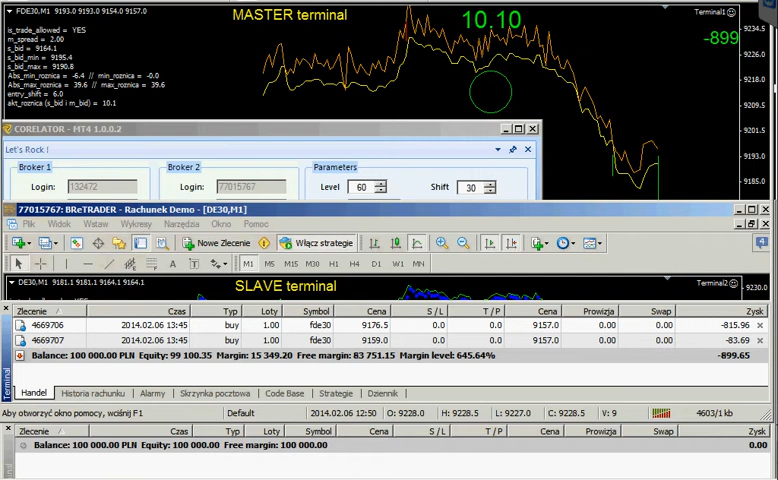 FDE30,M1 9193.0 9193.0 9154.0 9157.0
MASTER terminal
10.10
Terminal1
-899
is_trade_allowed = YES
m_spread = 2.00
s_bid = 9164.1
s_bid_min = 9195.4
s_bid_max = 9190.8
Abs_min_roznica = -6.4 // min_roznica = -0.0
Abs_max_roznica = 39.6 // max_roznica = 39.6
entry_shift = 6.0
akt_roznica (s_bid i m_bid) = 10.1
9234.5
9226.0
9218.0
9209.5
9201.5
9193.0
9185.0
CORELATOR - MT4 1.0.0.2
Let's Rock !
Broker 1
Login: 132472
Broker 2
Login: 77015767
Parameters
Level 60
Shift 30
77015767: BReTRADER - Rachunek Demo - [DE30,M1]
Plik Widok Wstaw Wykresy Narzędzia Okno Pomoc
Nowe Zlecenie
Włącz strategie
4
M1 M5 M15 M30 H1 H4 D1 W1 MN
DE30,M1 9181.1 9181.1 9164.1 9164.1
SLAVE terminal
Terminal2
9230.0
Zlecenie Czas Typ Loty Symbol Cena S / L T / P Cena Prowizja Swap Zysk
4669706 2014.02.06 13:45 buy 1.00 fde30 9176.5 0.0 0.0 9157.0 0.00 0.00 -815.96
4669707 2014.02.06 13:45 buy 1.00 fde30 9159.0 0.0 0.0 9157.0 0.00 0.00 -83.69
Balance: 100 000.00 PLN Equity: 99 100.35 Margin: 15 349.20 Free margin: 83 751.15 Margin level: 645.64% -899.65
Terminal
Handel Historia rachunku Alarmy Skrzynka pocztowa Code Base Strategie Dziennik
Aby otworzyć okno pomocy, wciśnij F1 Default 2014.02.06 12:50 O: 9228.0 H: 9228.5 L: 9227.0 C: 9228.5 V: 9 4603/1 kb
Zlecenie Czas Typ Loty Symbol Cena S / L T / P Cena Prowizja Swap Zysk
Balance: 100 000.00 PLN Equity: 100 000.00 Free margin: 100 000.00 0.00